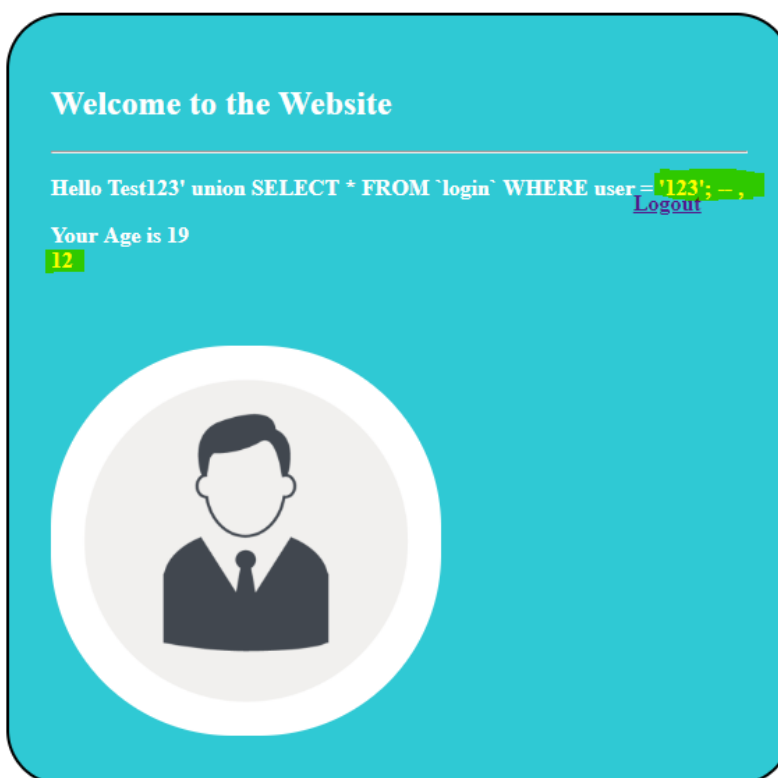 Welcome to the Website
Hello Test123' union SELECT * FROM `login` WHERE user = '123'; -- ,
Logout
Your Age is 19
12